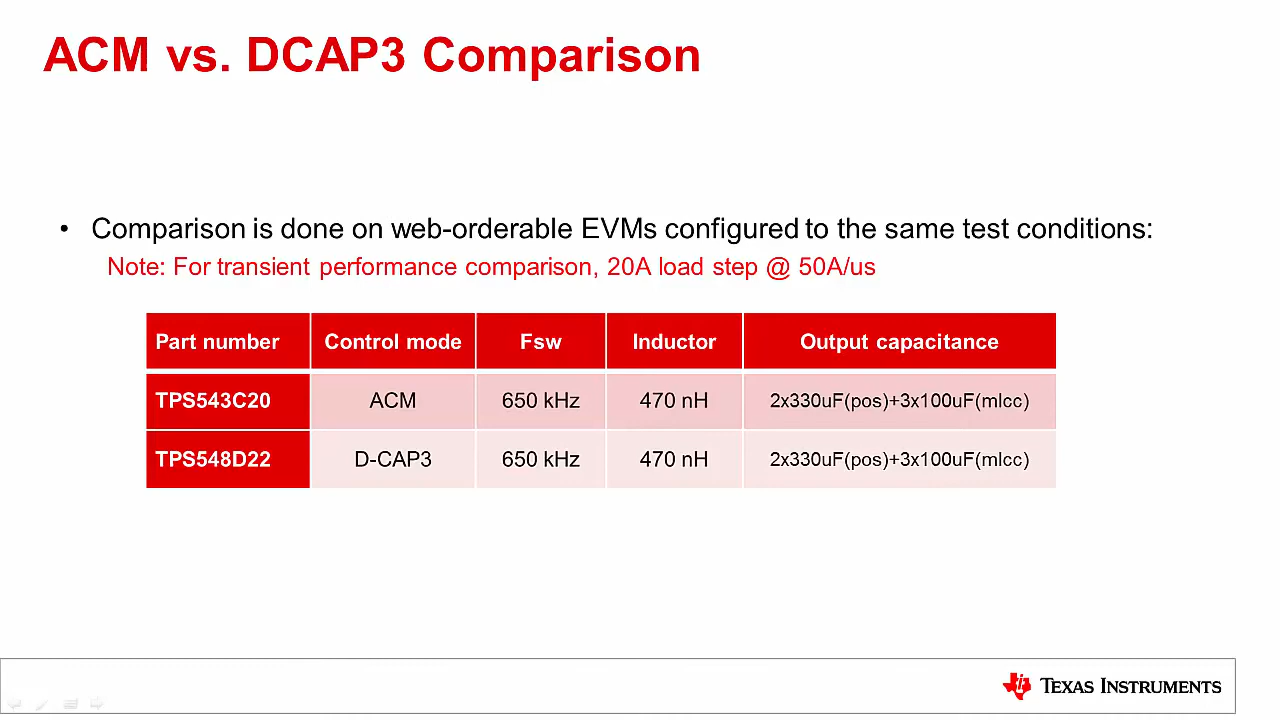 ACM vs. DCAP3 Comparison
• Comparison is done on web-orderable EVMs configured to the same test conditions:
Note: For transient performance comparison, 20A load step @ 50A/us
Part number Control mode Fsw Inductor Output capacitance
TPS543C20 ACM 650 kHz 470 nH 2x330uF(pos)+3x100uF(mlcc)
TPS548D22 D-CAP3 650 kHz 470 nH 2x330uF(pos)+3x100uF(mlcc)
TEXAS INSTRUMENTS